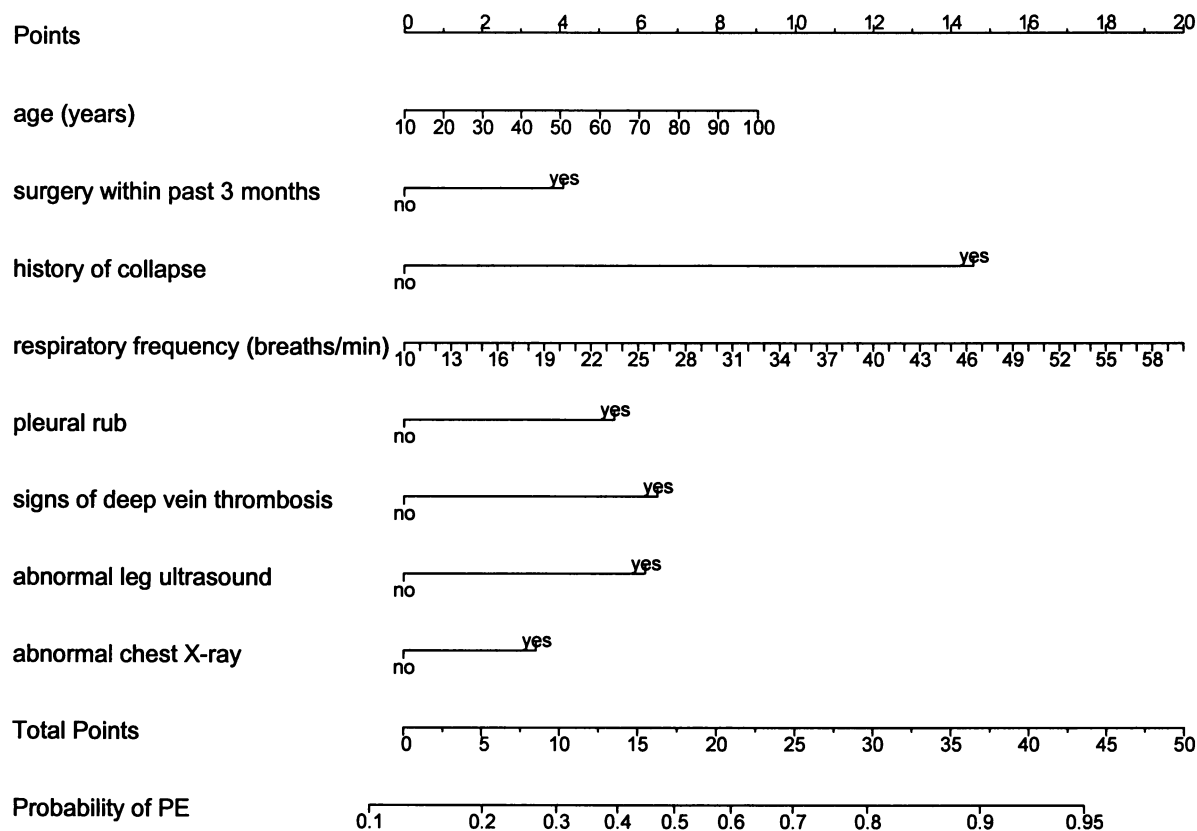 Points 0 2 4 6 8 10 12 14 16 18 20
age (years) 10 20 30 40 50 60 70 80 90 100
surgery within past 3 months no yes
history of collapse no yes
respiratory frequency (breaths/min) 10 13 16 19 22 25 28 31 34 37 40 43 46 49 52 55 58
pleural rub no yes
signs of deep vein thrombosis no yes
abnormal leg ultrasound no yes
abnormal chest X-ray no yes
Total Points 0 5 10 15 20 25 30 35 40 45 50
Probability of PE 0.1 0.2 0.3 0.4 0.5 0.6 0.7 0.8 0.9 0.95